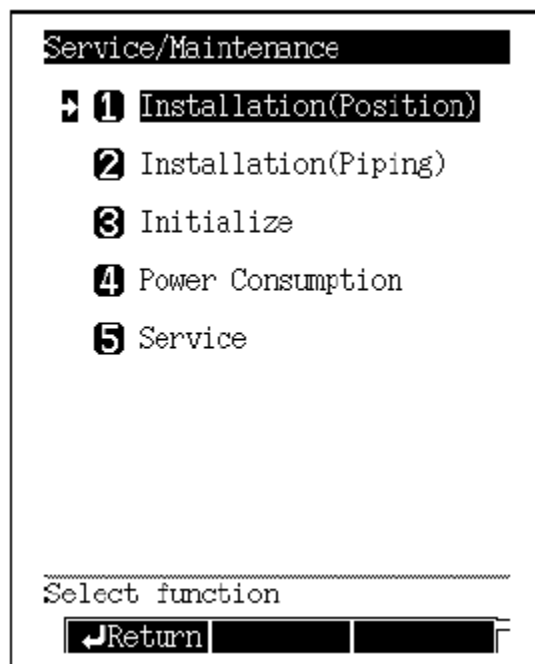 Service/Maintenance
1 Installation(Position)
2 Installation(Piping)
3 Initialize
4 Power Consumption
5 Service
Select function
Return